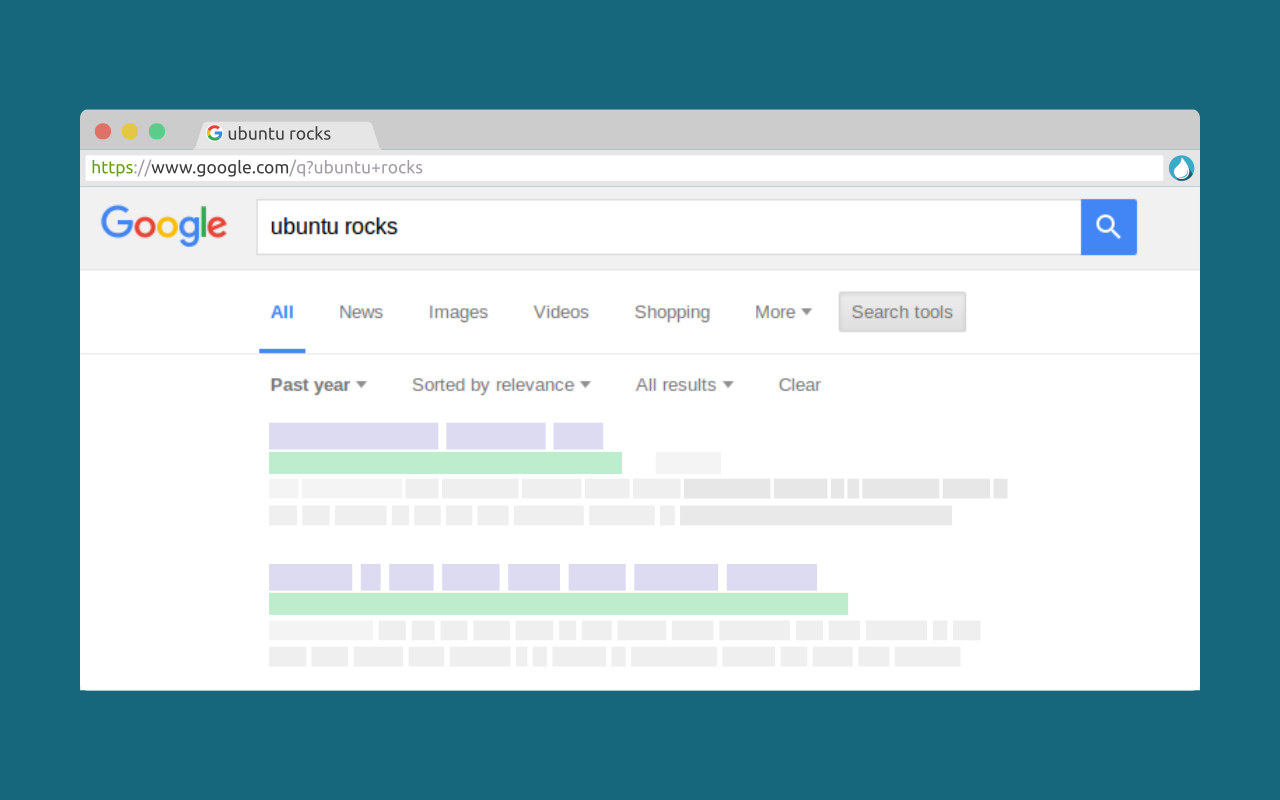 ubuntu rocks
https://www.google.com/q?ubuntu+rocks
Google ubuntu rocks
All News Images Videos Shopping More Search tools
Past year Sorted by relevance All results Clear